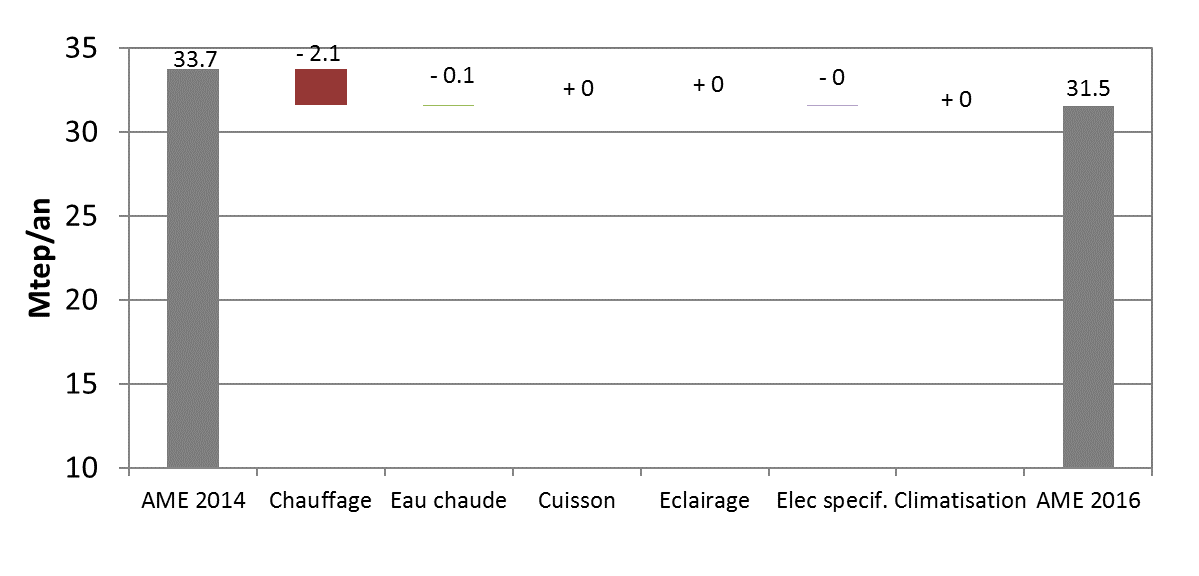 35
30
25
20
15
10
Mtep/an
33.7
- 2.1
- 0.1
+ 0
+ 0
- 0
+ 0
31.5
AME 2014
Chauffage
Eau chaude
Cuisson
Eclairage
Elec specif.
Climatisation
AME 2016